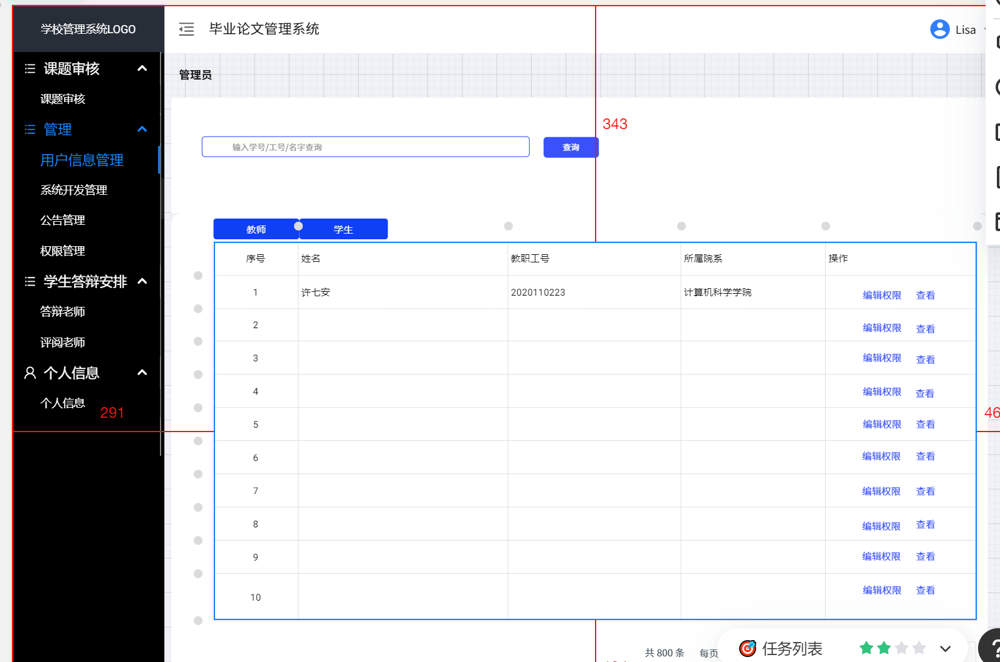 学校管理系统LOGO
毕业论文管理系统
Lisa
课题审核
课题审核
管理
用户信息管理
系统开发管理
公告管理
权限管理
学生答辩安排
答辩老师
评阅老师
个人信息
个人信息
291
管理员
343
输入学号/工号/名字查询
查询
教师 学生
序号 姓名 教职工号 所属院系 操作
1 许七安 2020110223 计算机科学学院 编辑权限 查看
2 编辑权限 查看
3 编辑权限 查看
4 编辑权限 查看
5 编辑权限 查看
46
6 编辑权限 查看
7 编辑权限 查看
8 编辑权限 查看
9 编辑权限 查看
10 编辑权限 查看
共 800 条 每页
任务列表
?